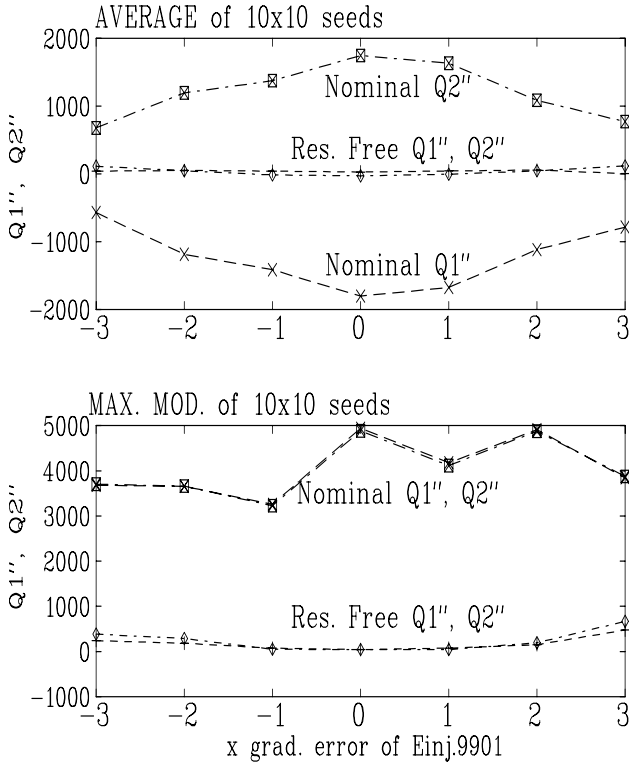 AVERAGE of 10x10 seeds
2000
1000
0
−1000
−2000
Q1", Q2"
Nominal Q2"
Res. Free Q1", Q2"
Nominal Q1"
−3 −2 −1 0 1 2 3
MAX. MOD. of 10x10 seeds
5000
4000
3000
2000
1000
0
−1000
Q1", Q2"
Nominal Q1", Q2"
Res. Free Q1", Q2"
−3 −2 −1 0 1 2 3
x grad. error of Einj.9901